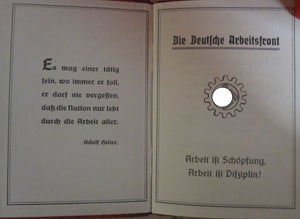 Es mag einer tätig
sein, wo immer er soll,
er darf nie vergessen,
daß die Nation nur lebt
durch die Arbeit aller.
Adolf Hitler.
Die Deutsche Arbeitsfront
Arbeit ist Schöpfung,
Arbeit ist Disziplin!